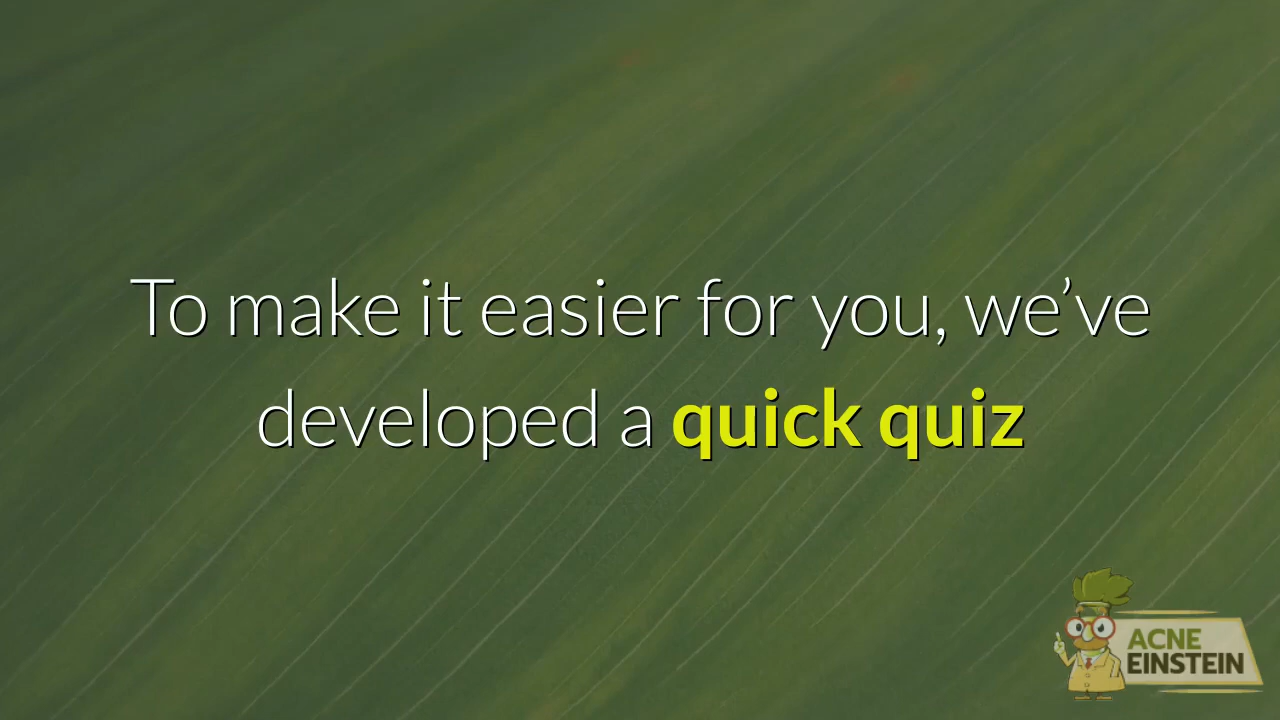 To make it easier for you, we’ve
developed a quick quiz
ACNE
EINSTEIN